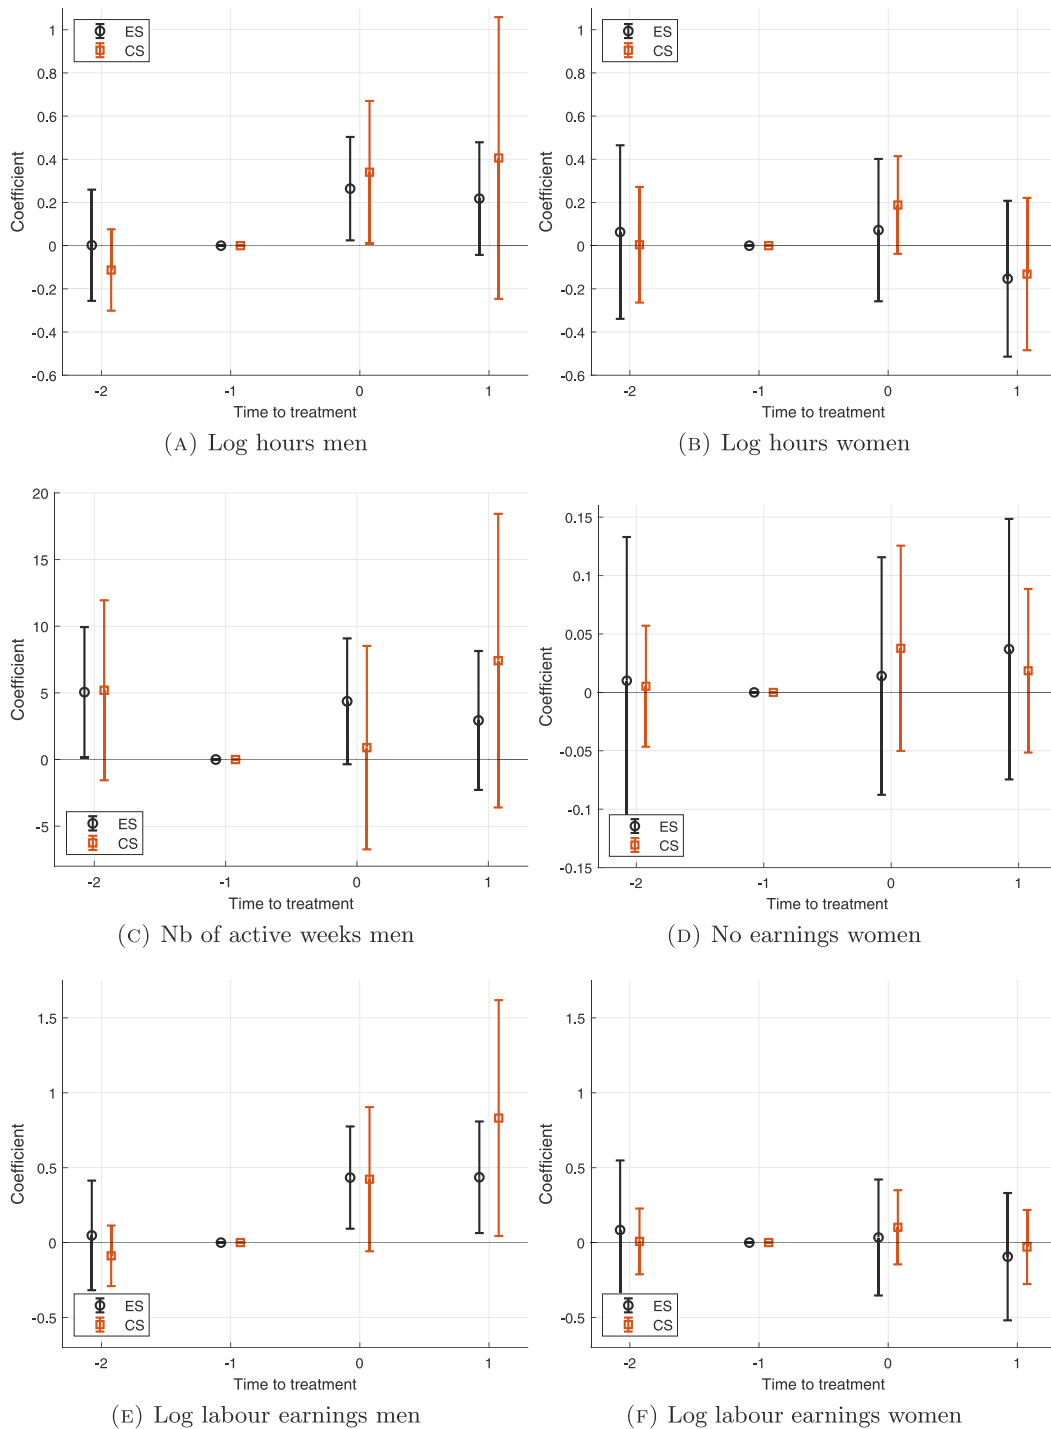 ES
CS
1
0.8
0.6
0.4
0.2
0
-0.2
-0.4
-0.6
Coefficient
-2 -1 0 1
Time to treatment
(A) Log hours men
ES
CS
1
0.8
0.6
0.4
0.2
0
-0.2
-0.4
-0.6
Coefficient
-2 -1 0 1
Time to treatment
(B) Log hours women
20
15
10
5
0
-5
Coefficient
ES
CS
-2 -1 0 1
Time to treatment
(C) Nb of active weeks men
0.15
0.1
0.05
0
-0.05
-0.1
-0.15
Coefficient
ES
CS
-2 -1 0 1
Time to treatment
(D) No earnings women
1.5
1
0.5
0
-0.5
Coefficient
ES
CS
-2 -1 0 1
Time to treatment
(E) Log labour earnings men
1.5
1
0.5
0
-0.5
Coefficient
ES
CS
-2 -1 0 1
Time to treatment
(F) Log labour earnings women